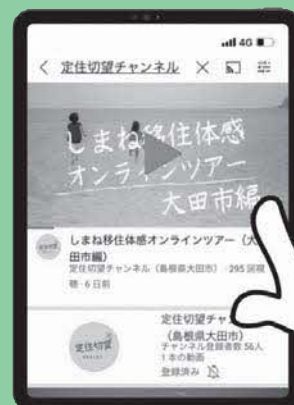 4G
定住切望チャンネル
しまね移住体感
オンラインツアー
大田市編
しまね移住体感オンラインツアー（大
田市編）
定住切望チャンネル（島根県大田市）・295 回視
聴・6 日前
定住切望チャ
（島根県大田市）
チャンネル登録者数 56人
1 本の動画
登録済み
定住切望